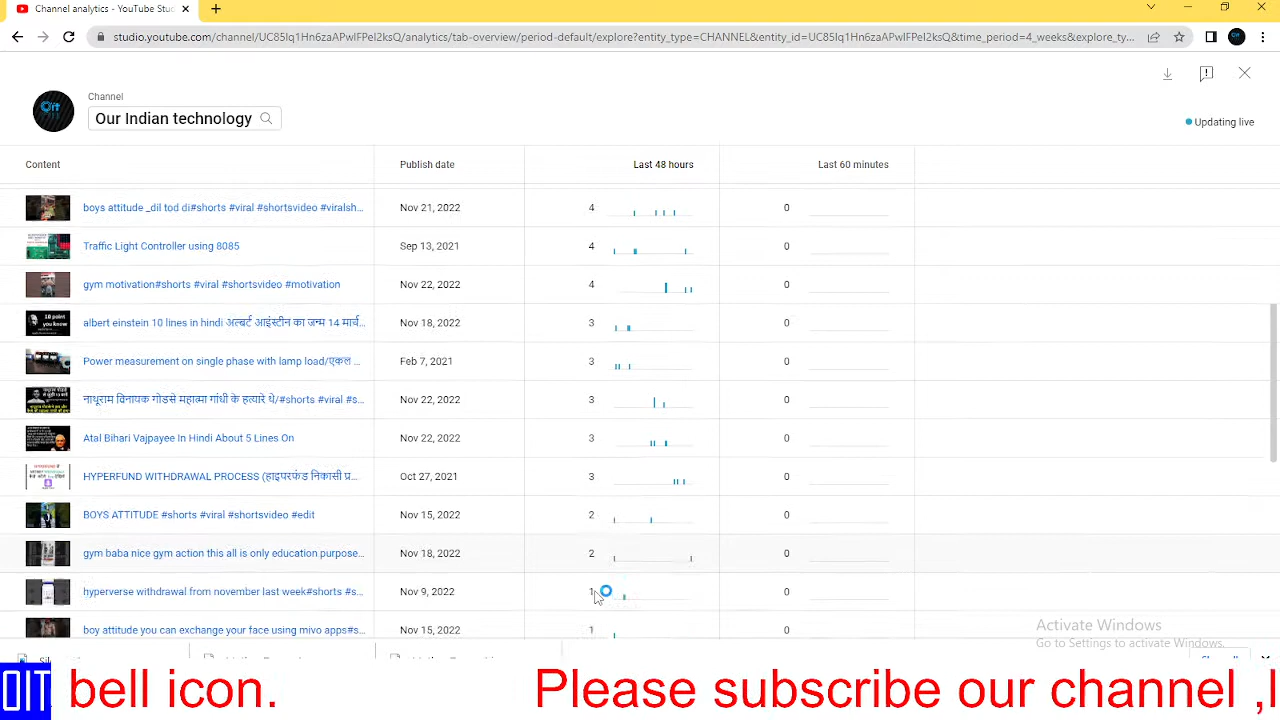 Channel analytics - YouTube Stu
studio.youtube.com/channel/UC85Iq1Hn6zaAPwIFPeI2ksQ/analytics/tab-overview/period-default/explore?entity_type=CHANNEL&entity_id=UC85Iq1Hn6zaAPwIFPeI2ksQ&time_period=4_weeks&explore_ty...
Channel
Our Indian technology
Updating live
Content Publish date Last 48 hours Last 60 minutes
boys attitude _dil tod di#shorts #viral #shortsvideo #viralsh... Nov 21, 2022 4 0
Traffic Light Controller using 8085 Sep 13, 2021 4 0
gym motivation#shorts #viral #shortsvideo #motivation Nov 22, 2022 4 0
albert einstein 10 lines in hindi अल्बर्ट आइंस्टीन का जन्म 14 मार्च... Nov 18, 2022 3 0
Power measurement on single phase with lamp load/एकल ... Feb 7, 2021 3 0
नाथूराम विनायक गोडसे महात्मा गांधी के हत्यारे थे/#shorts #viral #s... Nov 22, 2022 3 0
Atal Bihari Vajpayee In Hindi About 5 Lines On Nov 22, 2022 3 0
HYPERFUND WITHDRAWAL PROCESS (हाइपरफंड निकासी प्र... Oct 27, 2021 3 0
BOYS ATTITUDE #shorts #viral #shortsvideo #edit Nov 15, 2022 2 0
gym baba nice gym action this all is only education purpose... Nov 18, 2022 2 0
hyperverse withdrawal from november last week#shorts #s... Nov 9, 2022 1 0
boy attitude you can exchange your face using mivo apps#s... Nov 15, 2022 1 0
Activate Windows
Go to Settings to activate Windows.
OIT bell icon. Please subscribe our channel ,l